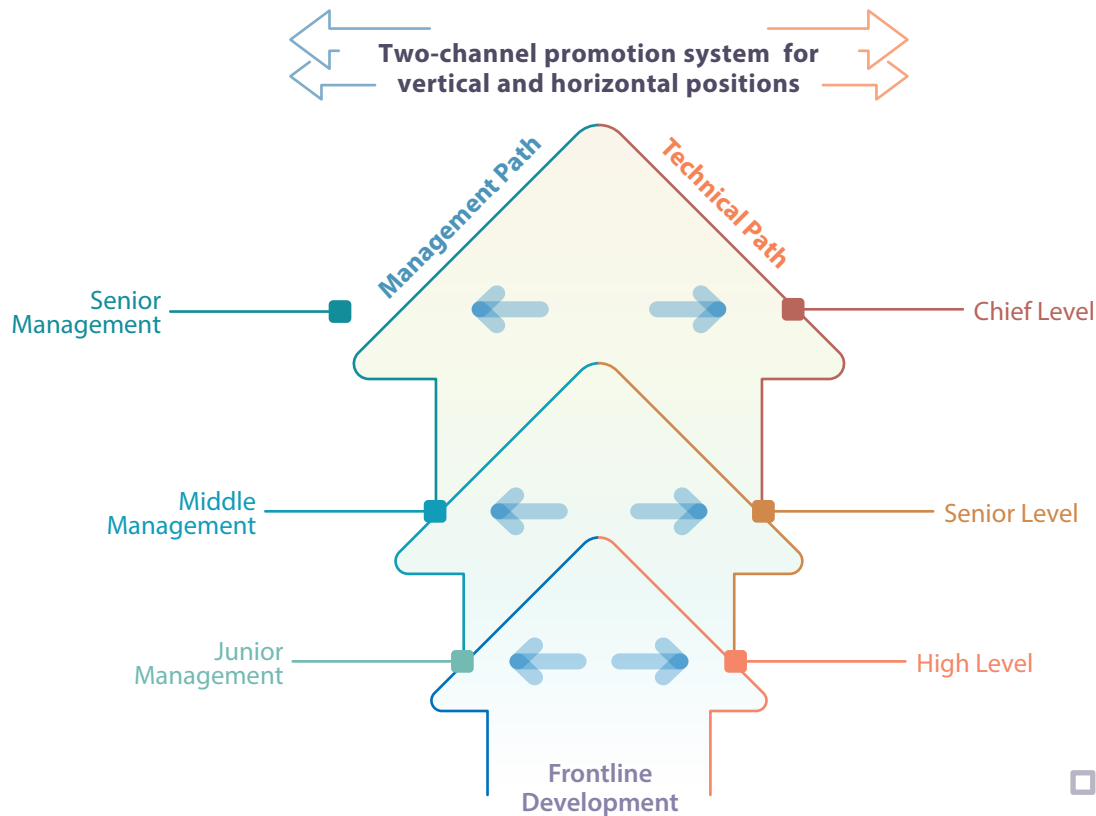 Two-channel promotion system for
vertical and horizontal positions
Management Path
Technical Path
Senior
Management
Chief Level
Middle
Management
Senior Level
Junior
Management
High Level
Frontline
Development